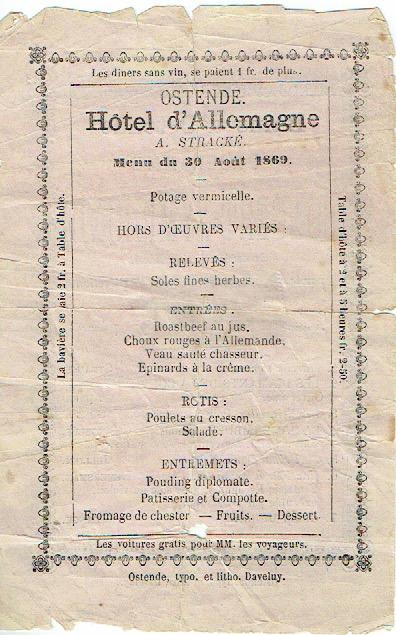 Les diners sans vin, se paient 1 fr. de plus.
OSTENDE.
Hôtel d'Allemagne
A. STRACKÉ.
Menu du 30 Août 1869.
Potage vermicelle.
HORS D'ŒUVRES VARIÉS :
RELEVÉS :
Soles fines herbes.
ENTRÉES :
Roastbeef au jus.
Choux rouges à l'Allemande.
Veau sauté chasseur.
Epinards à la crême.
ROTIS :
Poulets au cresson.
Salade.
ENTREMETS :
Pouding diplomate.
Patisserie et Compotte.
Fromage de chester — Fruits. — Dessert.
Les voitures gratis pour MM. les voyageurs.
La bavière se paie 2 fr. à Table d'hôte.
Table d'hôte à 2 et à 5 heures fr. 2-50.
Ostende, typo. et litho. Daveluy.